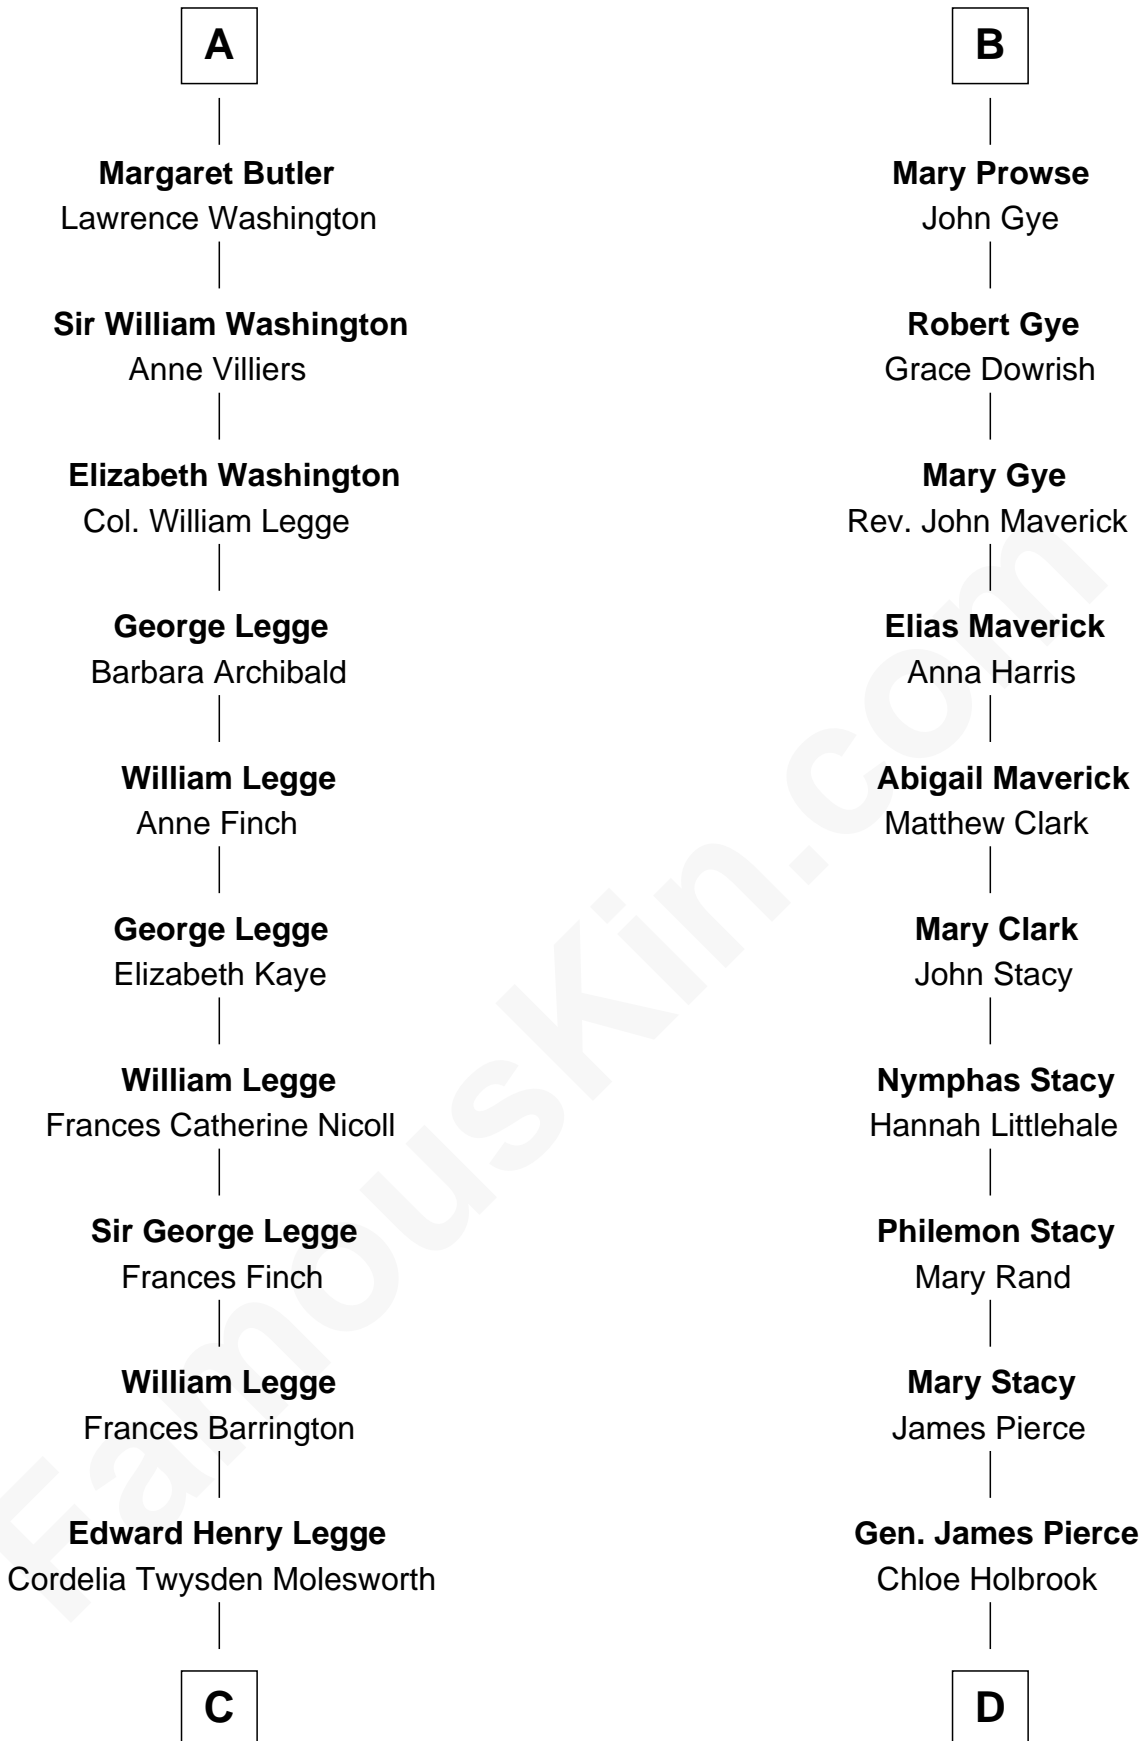 A
Margaret Butler
Lawrence Washington
Sir William Washington
Anne Villiers
Elizabeth Washington
Col. William Legge
George Legge
Barbara Archibald
William Legge
Anne Finch
George Legge
Elizabeth Kaye
William Legge
Frances Catherine Nicoll
Sir George Legge
Frances Finch
William Legge
Frances Barrington
Edward Henry Legge
Cordelia Twysden Molesworth
C
B
Mary Prowse
John Gye
Robert Gye
Grace Dowrish
Mary Gye
Rev. John Maverick
Elias Maverick
Anna Harris
Abigail Maverick
Matthew Clark
Mary Clark
John Stacy
Nymphas Stacy
Hannah Littlehale
Philemon Stacy
Mary Rand
Mary Stacy
James Pierce
Gen. James Pierce
Chloe Holbrook
D
FamousKin.com